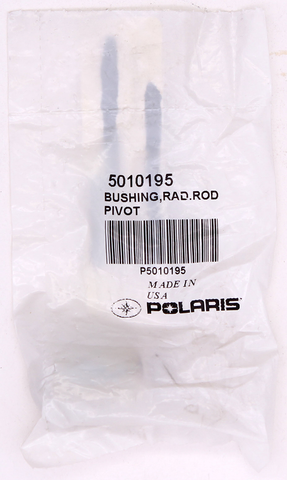 5010195
BUSHING,RAD.ROD
PIVOT
P5010195
MADE IN
USA
POLARIS